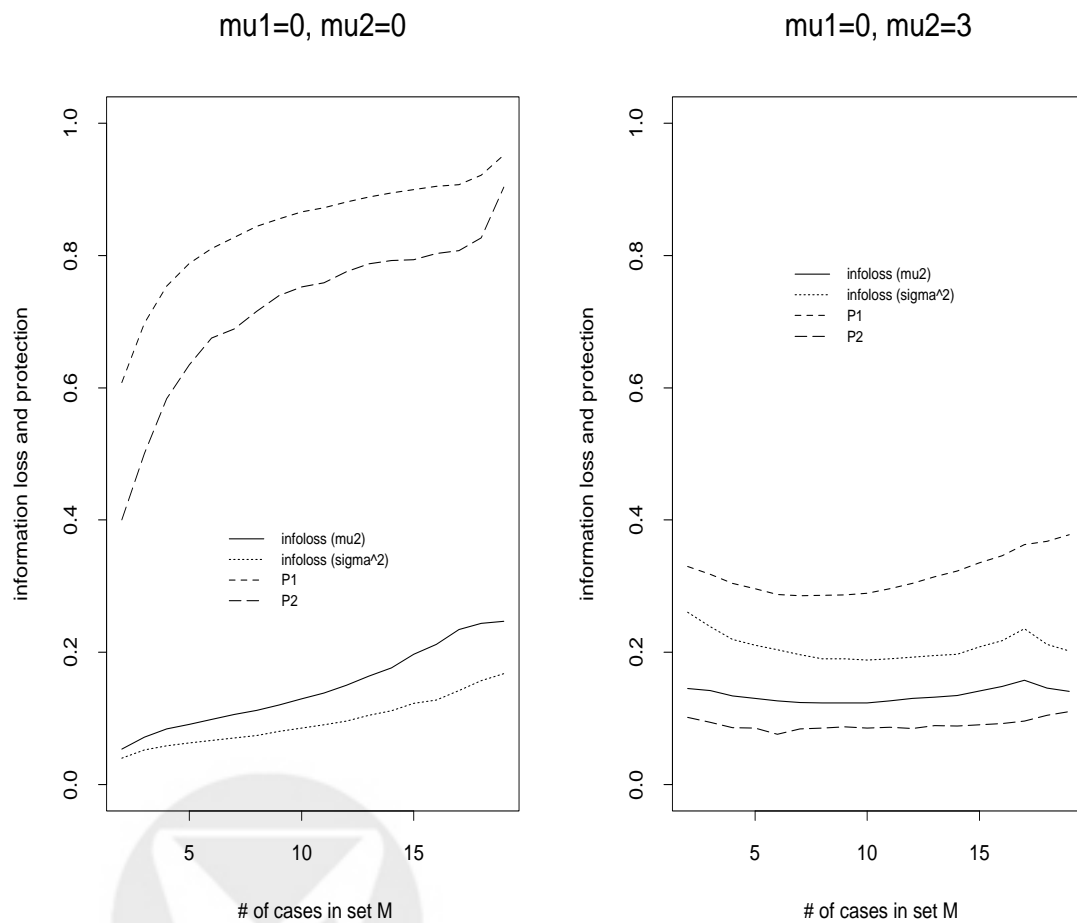 mu1=0, mu2=0
information loss and protection
1.0
0.8
0.6
0.4
0.2
0.0
infoloss (mu2)
infoloss (sigma^2)
P1
P2
5
10
15
# of cases in set M
mu1=0, mu2=3
information loss and protection
1.0
0.8
0.6
0.4
0.2
0.0
infoloss (mu2)
infoloss (sigma^2)
P1
P2
5
10
15
# of cases in set M